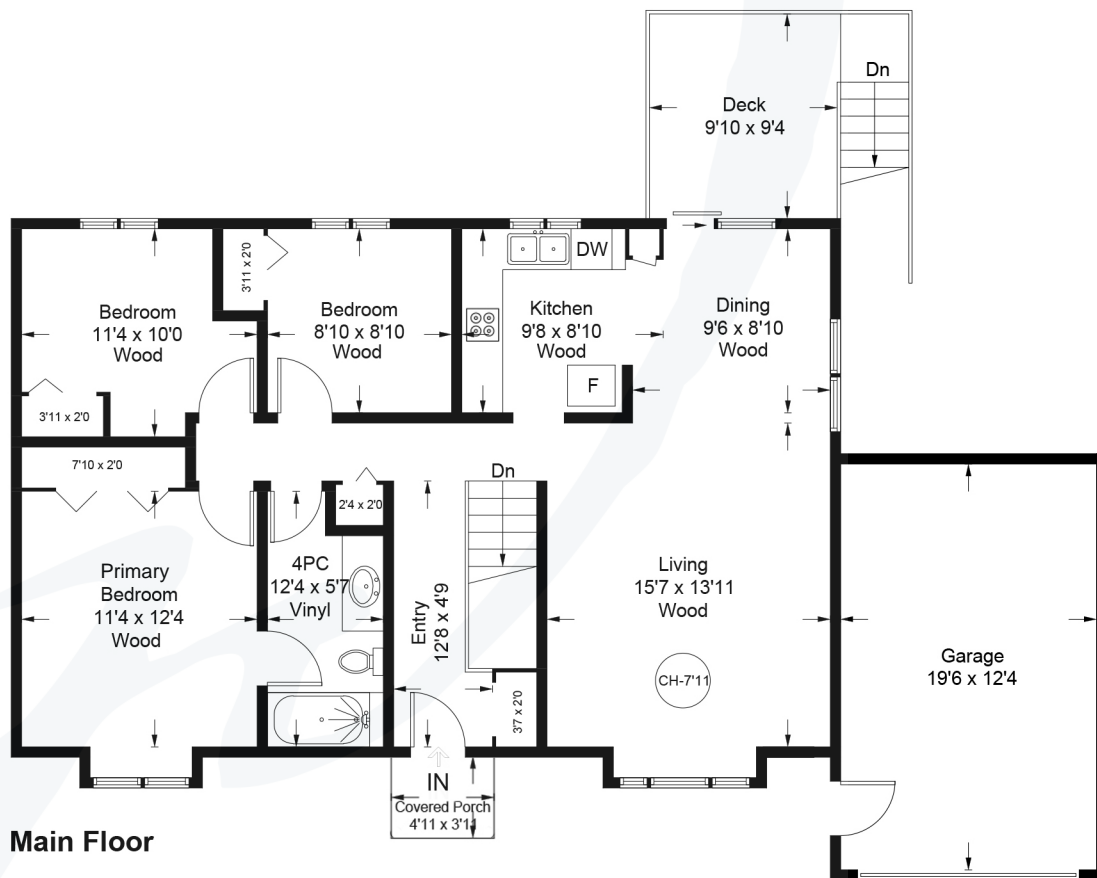 Dn
Deck
9'10 x 9'4
3'11 x 2'0
DW
Bedroom
11'4 x 10'0
Wood
Bedroom
8'10 x 8'10
Wood
Kitchen
9'8 x 8'10
Wood
Dining
9'6 x 8'10
Wood
F
3'11 x 2'0
7'10 x 2'0
Dn
2'4 x 2'0
Primary
Bedroom
11'4 x 12'4
Wood
4PC
12'4 x 5'7
Vinyl
Entry
12'8 x 4'9
Living
15'7 x 13'11
Wood
CH-7'11
Garage
19'6 x 12'4
3'7 x 2'0
IN
Covered Porch
4'11 x 3'11
Main Floor